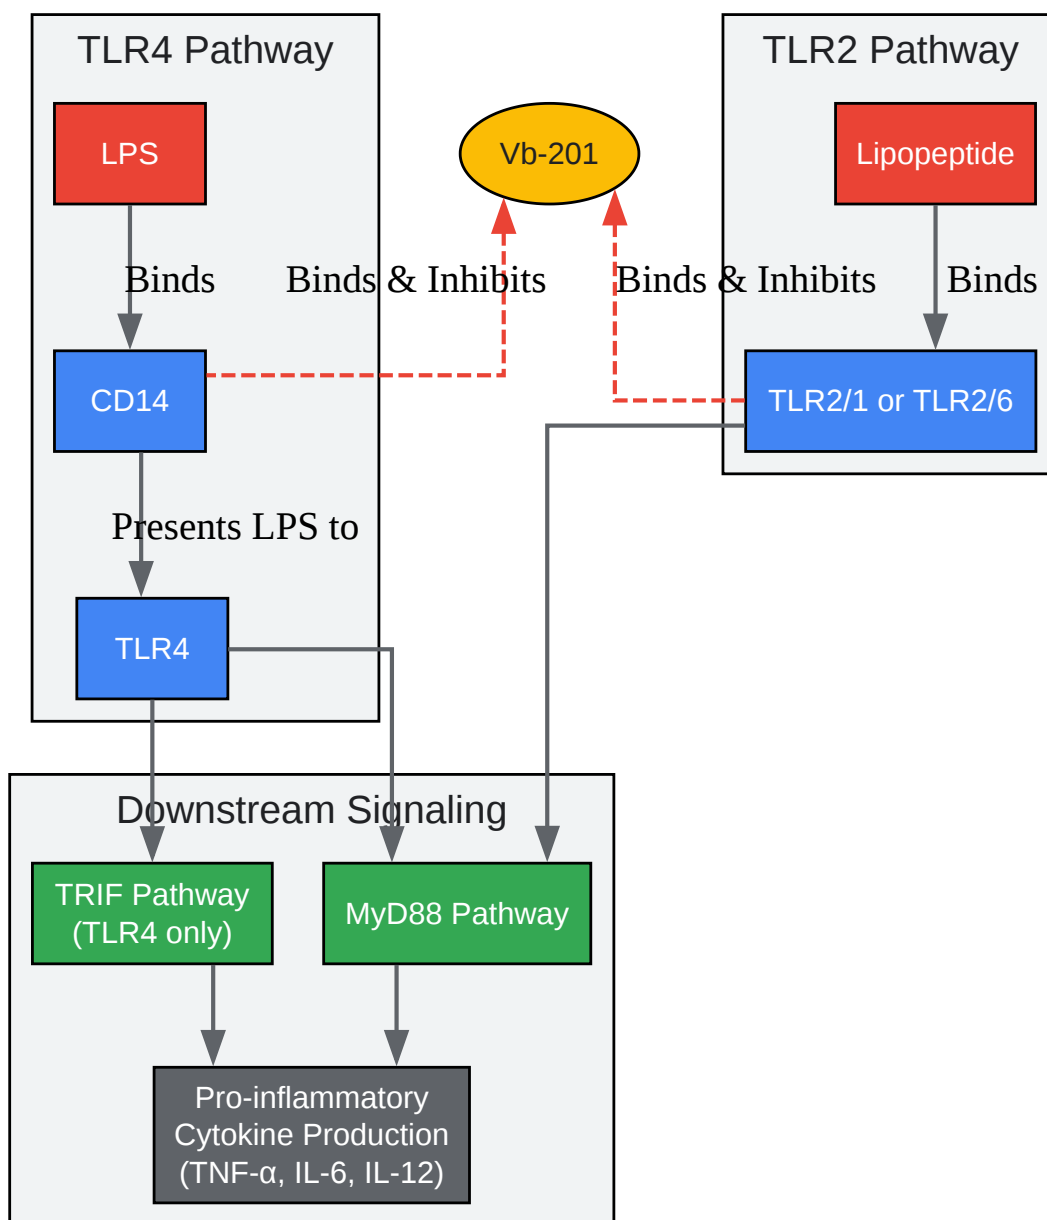 TLR4 Pathway
TLR2 Pathway
LPS
Vb-201
Lipopeptide
Binds
Binds & Inhibits
Binds & Inhibits
Binds
CD14
TLR2/1 or TLR2/6
Presents LPS to
TLR4
Downstream Signaling
TRIF Pathway
(TLR4 only)
MyD88 Pathway
Pro-inflammatory
Cytokine Production
(TNF-α, IL-6, IL-12)